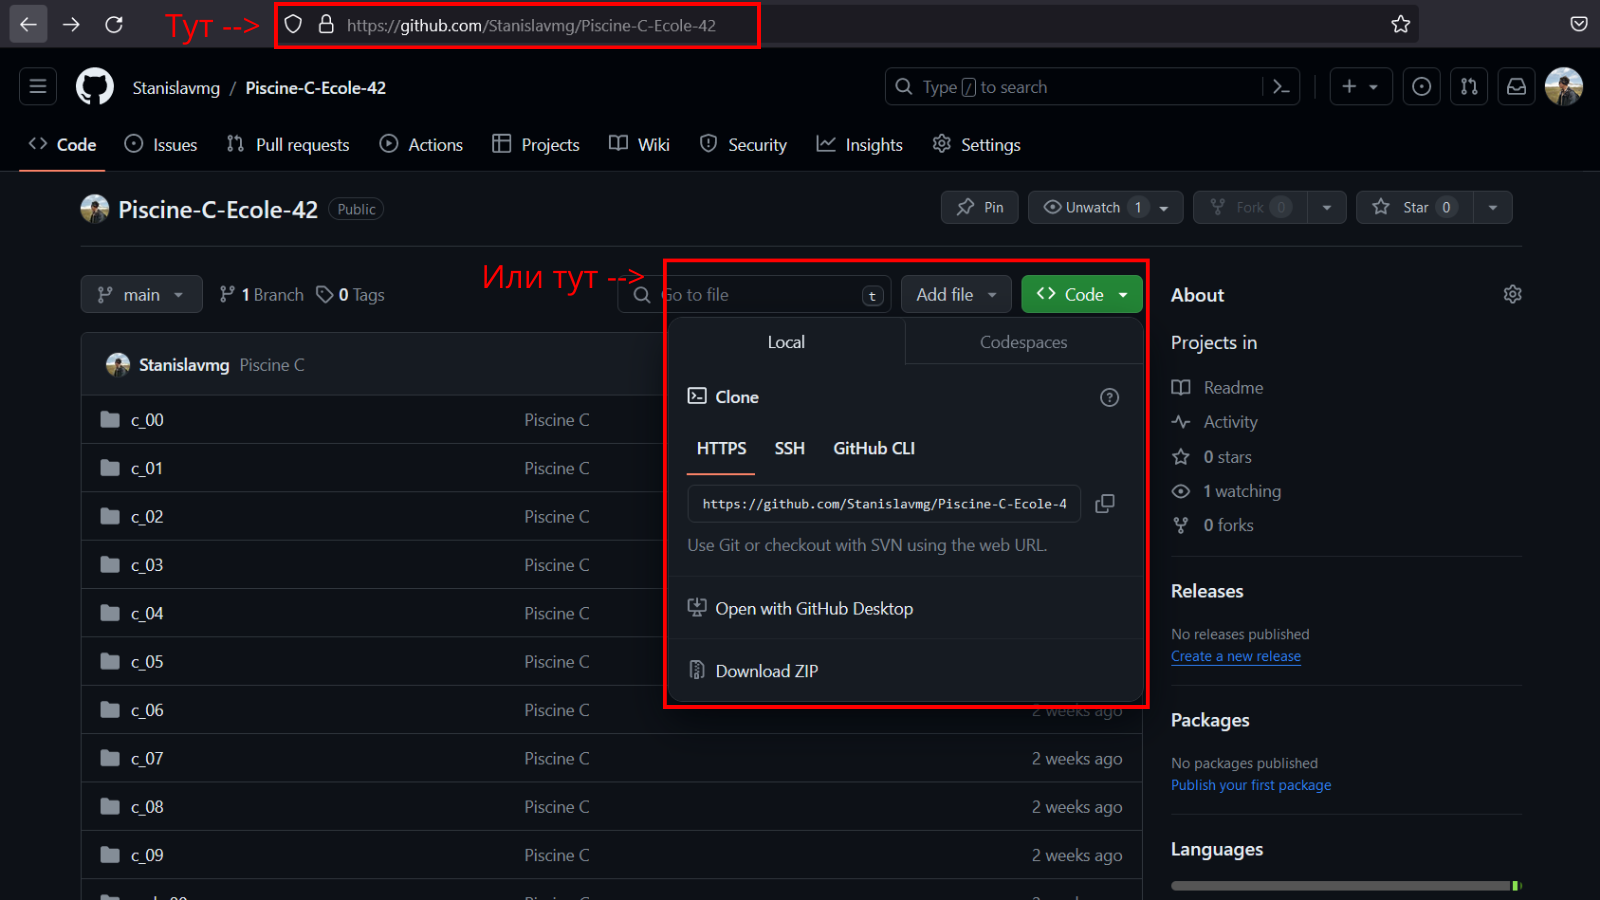 Тут --> https://github.com/Stanislavmg/Piscine-C-Ecole-42
Stanislavmg / Piscine-C-Ecole-42 Type / to search
Code Issues Pull requests Actions Projects Wiki Security Insights Settings
Piscine-C-Ecole-42 Public Pin Unwatch 1 Fork 0 Star 0
Или тут -->
main 1 Branch 0 Tags Go to file t Add file Code
Stanislavmg Piscine C
c_00 Piscine C
c_01 Piscine C
c_02 Piscine C
c_03 Piscine C
c_04 Piscine C
c_05 Piscine C
c_06 Piscine C 2 weeks ago
c_07 Piscine C 2 weeks ago
c_08 Piscine C 2 weeks ago
c_09 Piscine C 2 weeks ago
Local Codespaces
Clone
HTTPS SSH GitHub CLI
https://github.com/Stanislavmg/Piscine-C-Ecole-4
Use Git or checkout with SVN using the web URL.
Open with GitHub Desktop
Download ZIP
About
Projects in
Readme
Activity
0 stars
1 watching
0 forks
Releases
No releases published
Create a new release
Packages
No packages published
Publish your first package
Languages